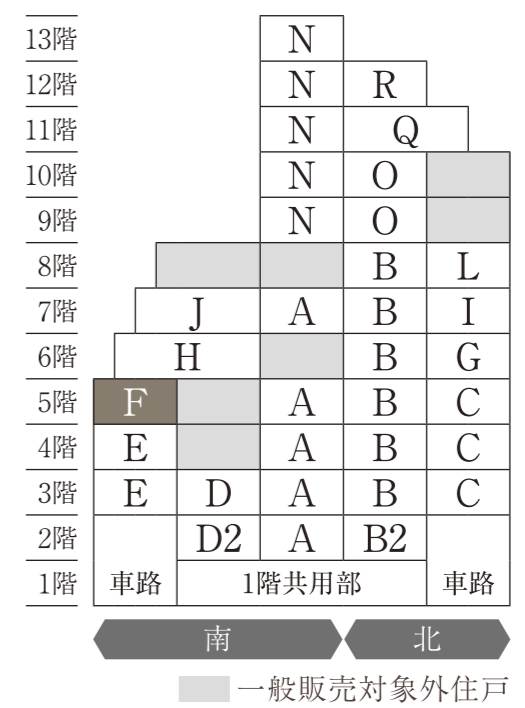 13階 N
12階 N R
11階 N Q
10階 N O
9階 N O
8階 B L
7階 J A B I
6階 H B G
5階 F A B C
4階 E A B C
3階 E D A B C
2階 D2 A B2
1階 車路 1階共用部 車路
南 北
一般販売対象外住戸